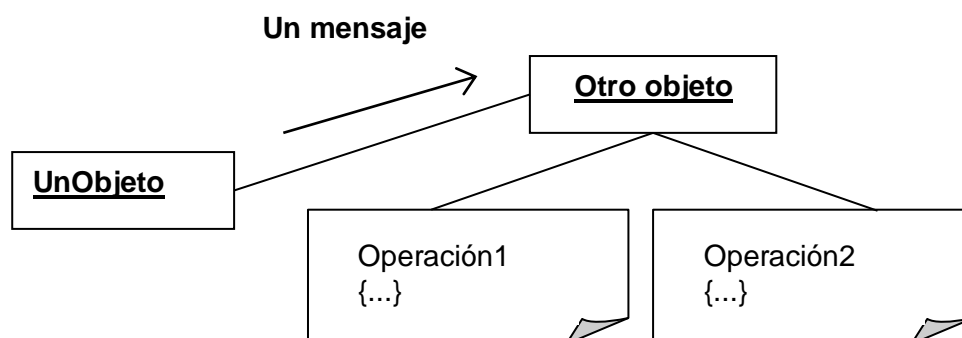 Un mensaje
Otro objeto
UnObjeto
Operación1
{...}
Operación2
{...}